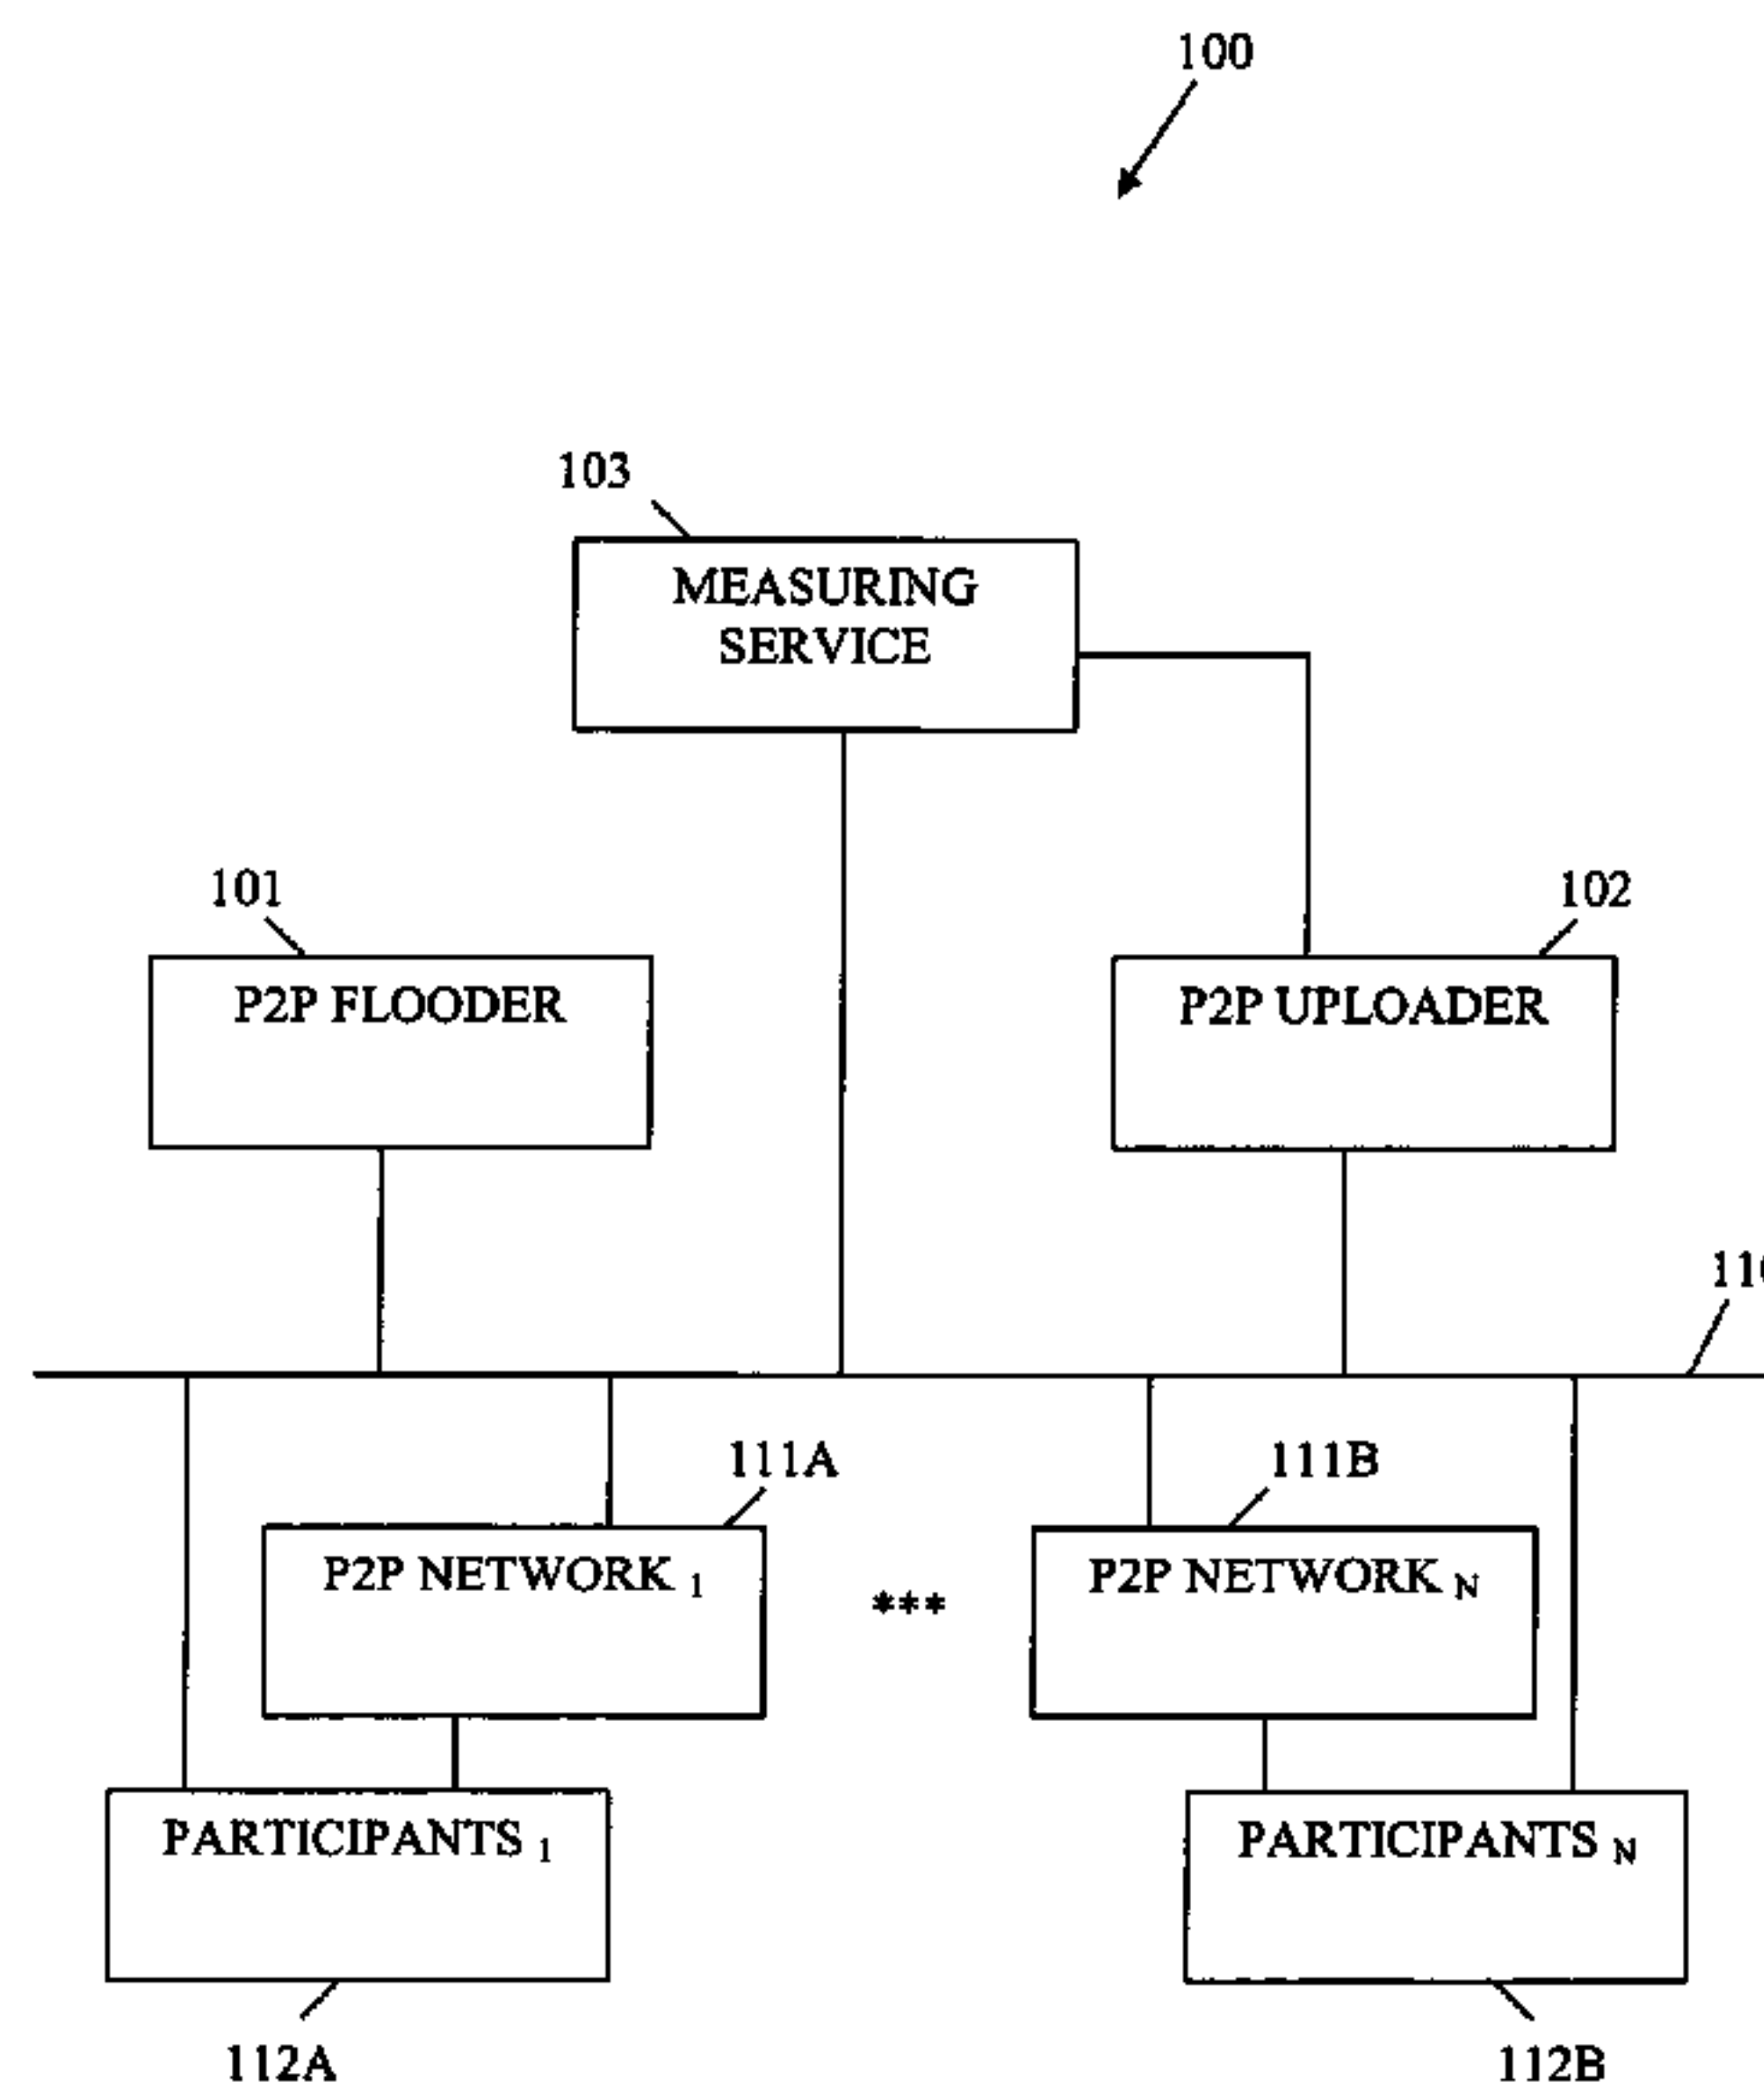 100
103
MEASURING
SERVICE
101
102
P2P FLOODER
P2P UPLOADER
111A
111B
P2P NETWORK 1
P2P NETWORK N
***
PARTICIPANTS 1
PARTICIPANTS N
112A
112B